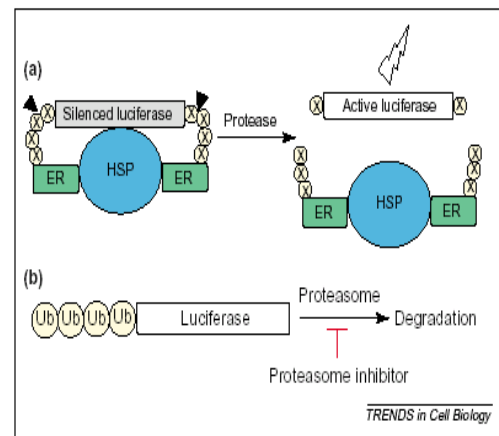 (a)
Silenced luciferase
X X X X X X X X
ER HSP ER
Protease
X Active luciferase X
X X X X X X
ER HSP ER
(b)
Ub Ub Ub Ub Luciferase
Proteasome
Degradation
Proteasome inhibitor
TRENDS in Cell Biology